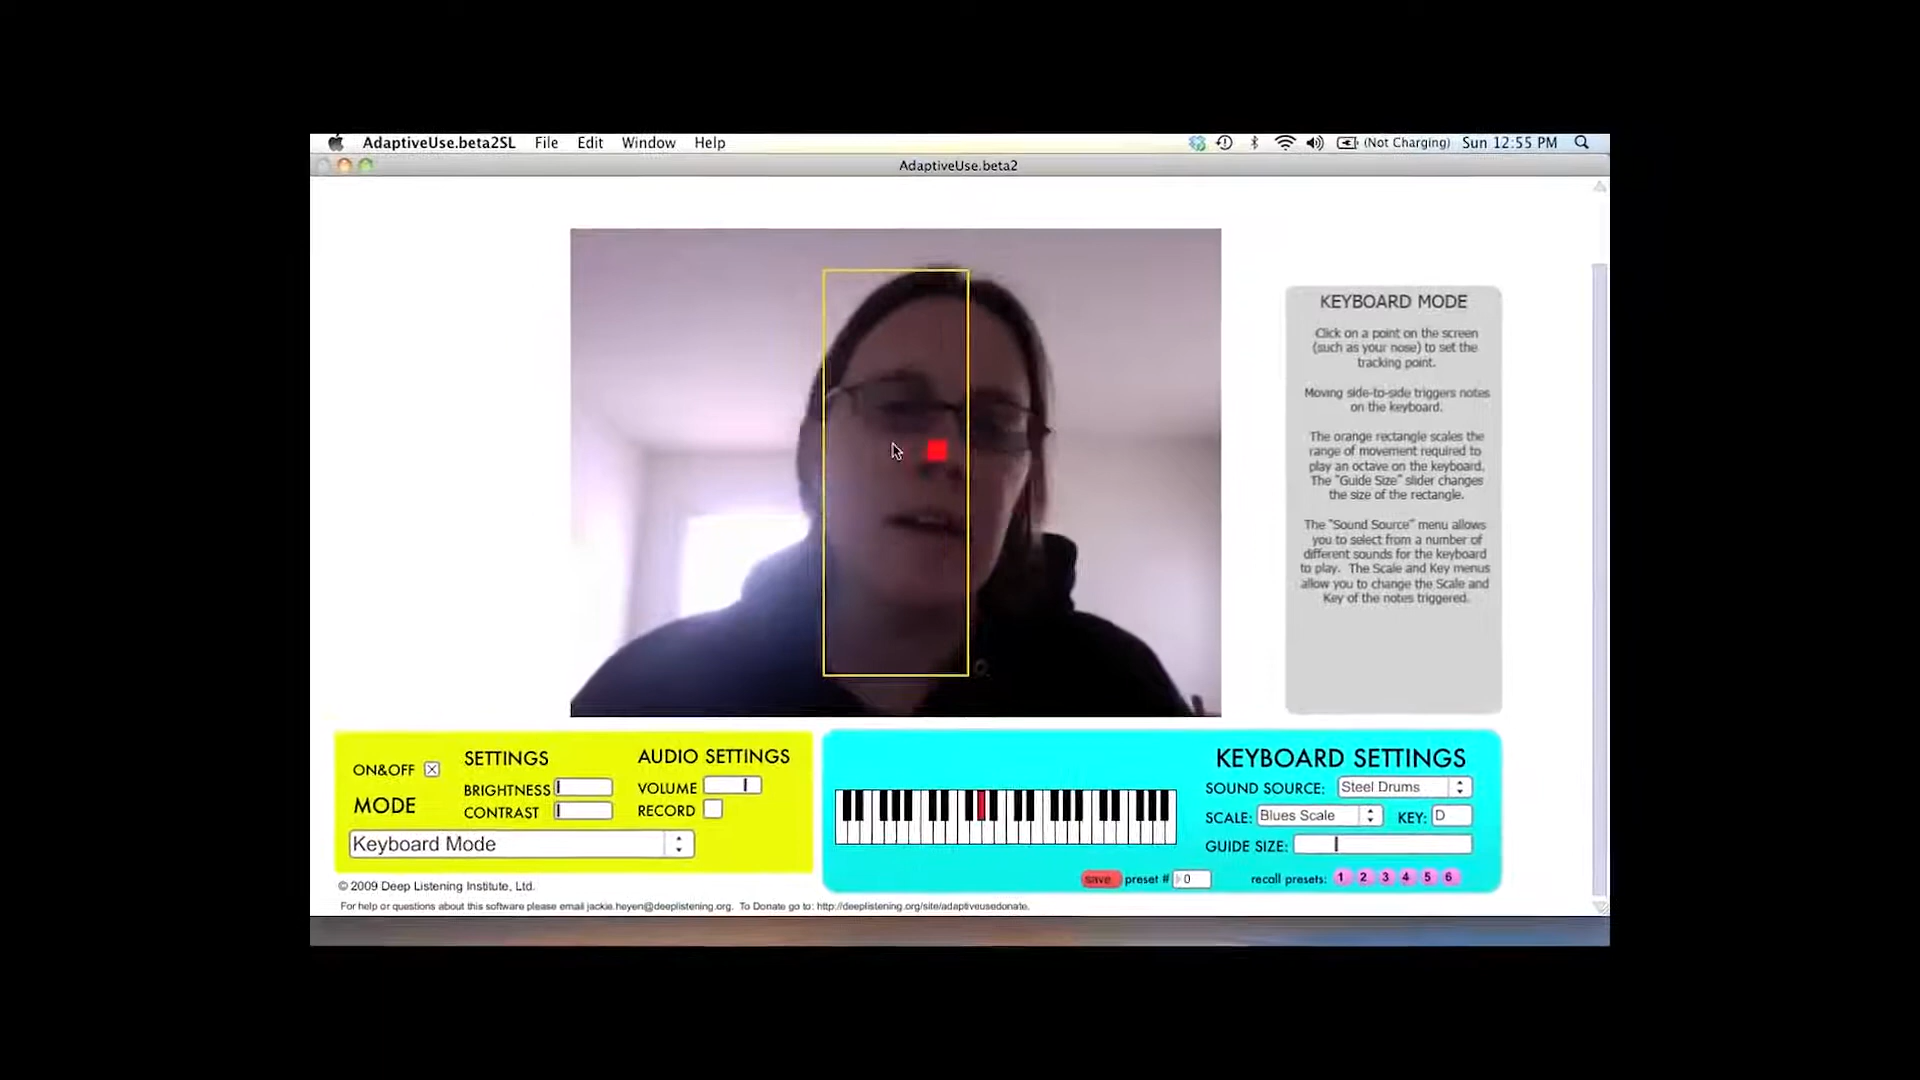 AdaptiveUse.beta2SL File Edit Window Help (Not Charging) Sun 12:55 PM
AdaptiveUse.beta2
KEYBOARD MODE
Click on a point on the screen
(such as your nose) to set the
tracking point.
Moving side-to-side triggers notes
on the keyboard.
The orange rectangle scales the
range of movement required to
play an octave on the keyboard.
The "Guide Size" slider changes
the size of the rectangle.
The "Sound Source" menu allows
you to select from a number of
different sounds for the keyboard
to play. The Scale and Key menus
allow you to change the Scale and
Key of the notes triggered.
ON&OFF
SETTINGS
BRIGHTNESS
CONTRAST
AUDIO SETTINGS
VOLUME
RECORD
MODE
Keyboard Mode
KEYBOARD SETTINGS
SOUND SOURCE: Steel Drums
SCALE: Blues Scale KEY: D
GUIDE SIZE:
save preset # 0 recall presets: 1 2 3 4 5 6
© 2009 Deep Listening Institute, Ltd.
For help or questions about this software please email jackie.heyen@deeplistening.org. To Donate go to: http://deeplistening.org/site/adaptiveusedonate.